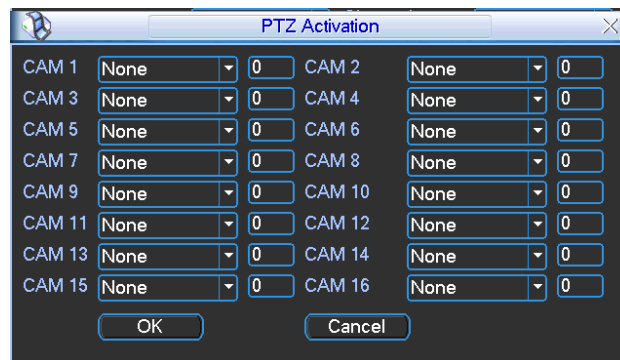 PTZ Activation
CAM 1 None 0 CAM 2 None 0
CAM 3 None 0 CAM 4 None 0
CAM 5 None 0 CAM 6 None 0
CAM 7 None 0 CAM 8 None 0
CAM 9 None 0 CAM 10 None 0
CAM 11 None 0 CAM 12 None 0
CAM 13 None 0 CAM 14 None 0
CAM 15 None 0 CAM 16 None 0
OK Cancel